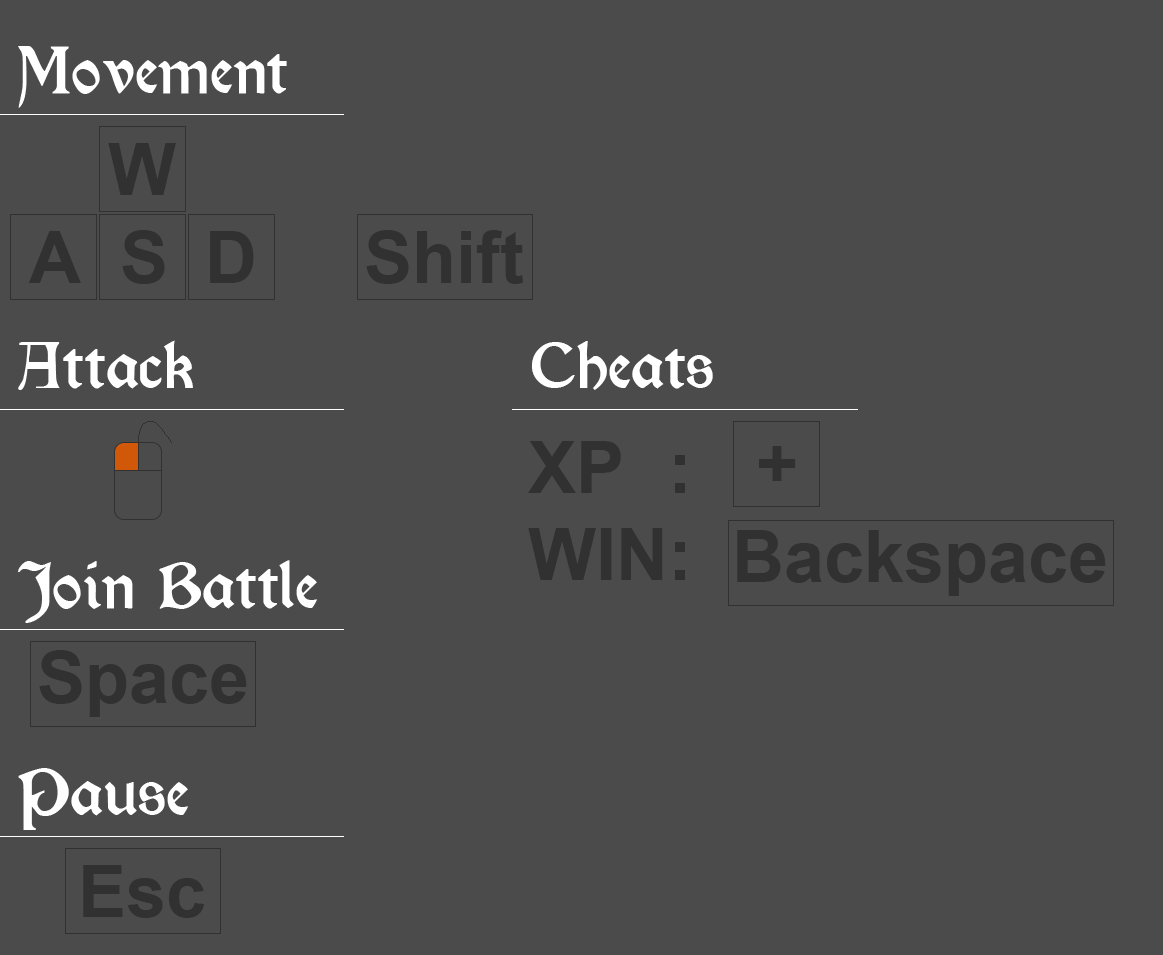 Movement
W
A S D Shift
Attack
Cheats
XP : +
WIN: Backspace
Join Battle
Space
Pause
Esc